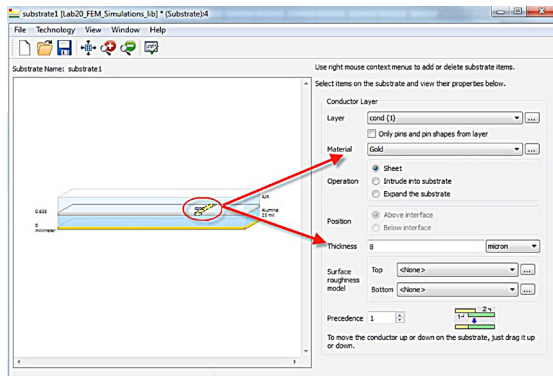 substrate1 [Lab20_FEM_Simulations_lib] * (Substrate):4
File Technology View Window Help
Substrate Name: substrate1
Use right mouse context menus to add or delete substrate items.
Select items on the substrate and view their properties below.
Conductor Layer
Layer cond (1) ...
Only pins and pin shapes from layer
Material Gold ...
Operation
Sheet
Intrude into substrate
Expand the substrate
Position
Above interface
Below interface
Thickness 8 micron
Surface roughness model
Top <None> ...
Bottom <None> ...
Precedence 1
To move the conductor up or down on the substrate, just drag it up
or down.
AIR
Alumina
25 mil
0.635
0
millimeter